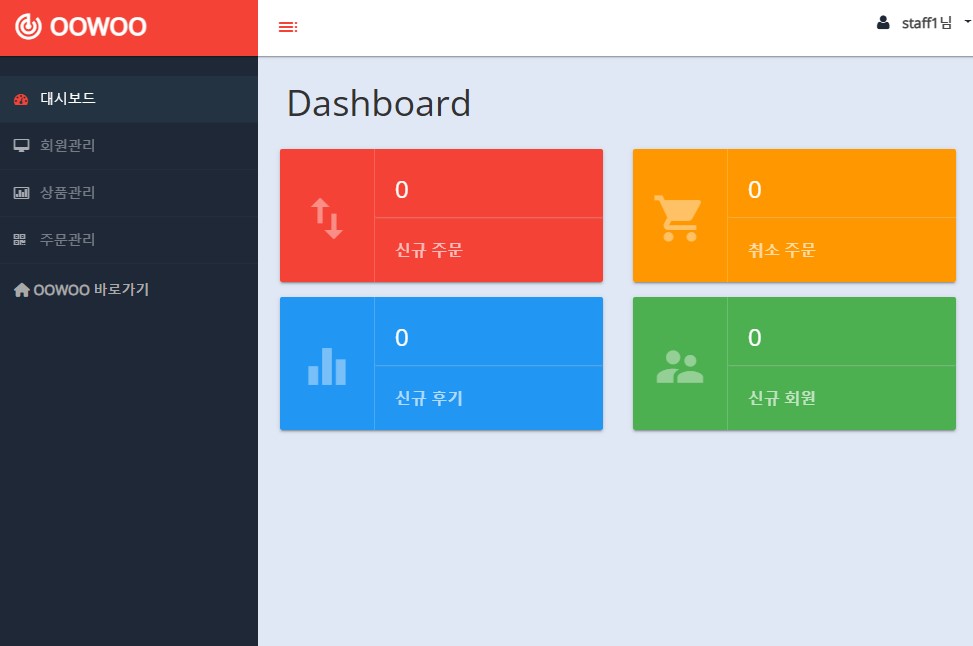 OOWOO
staff1님
대시보드
회원관리
상품관리
주문관리
OOWOO 바로가기
Dashboard
0
신규 주문
0
취소 주문
0
신규 후기
0
신규 회원